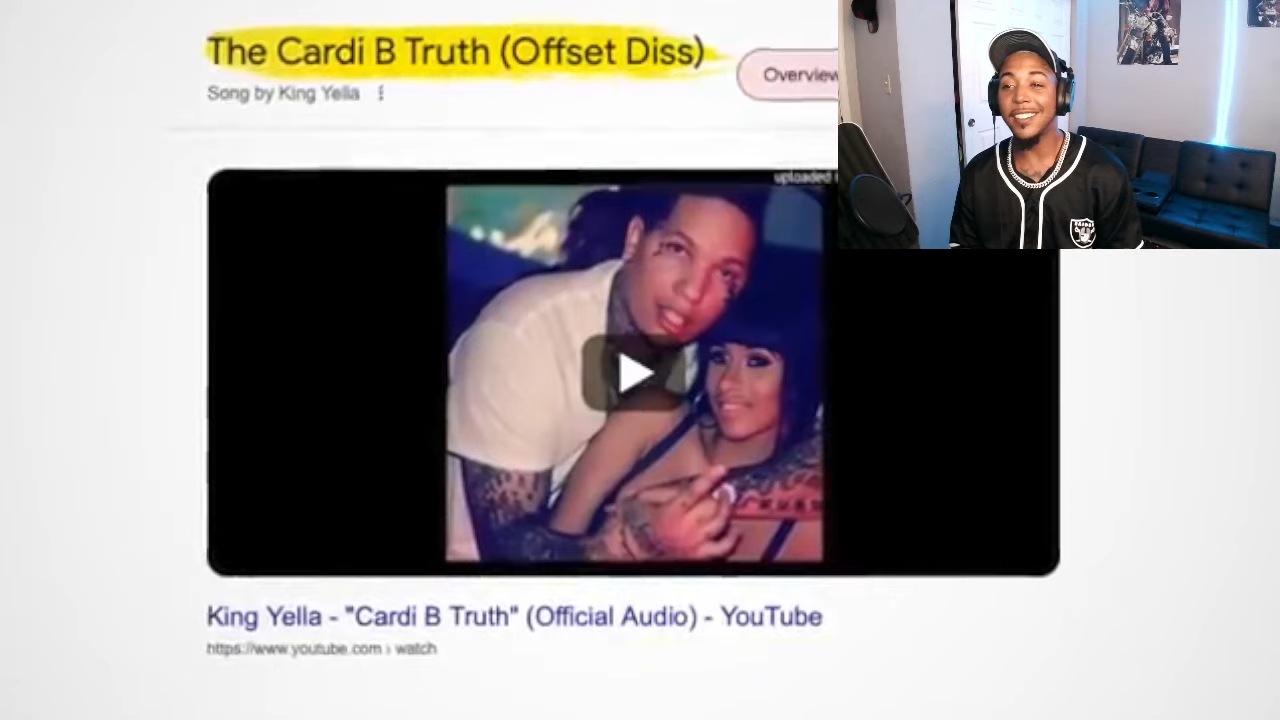 The Cardi B Truth (Offset Diss)
Song by King Yella
Overview
uploaded
King Yella - "Cardi B Truth" (Official Audio) - YouTube
https://www.youtube.com › watch